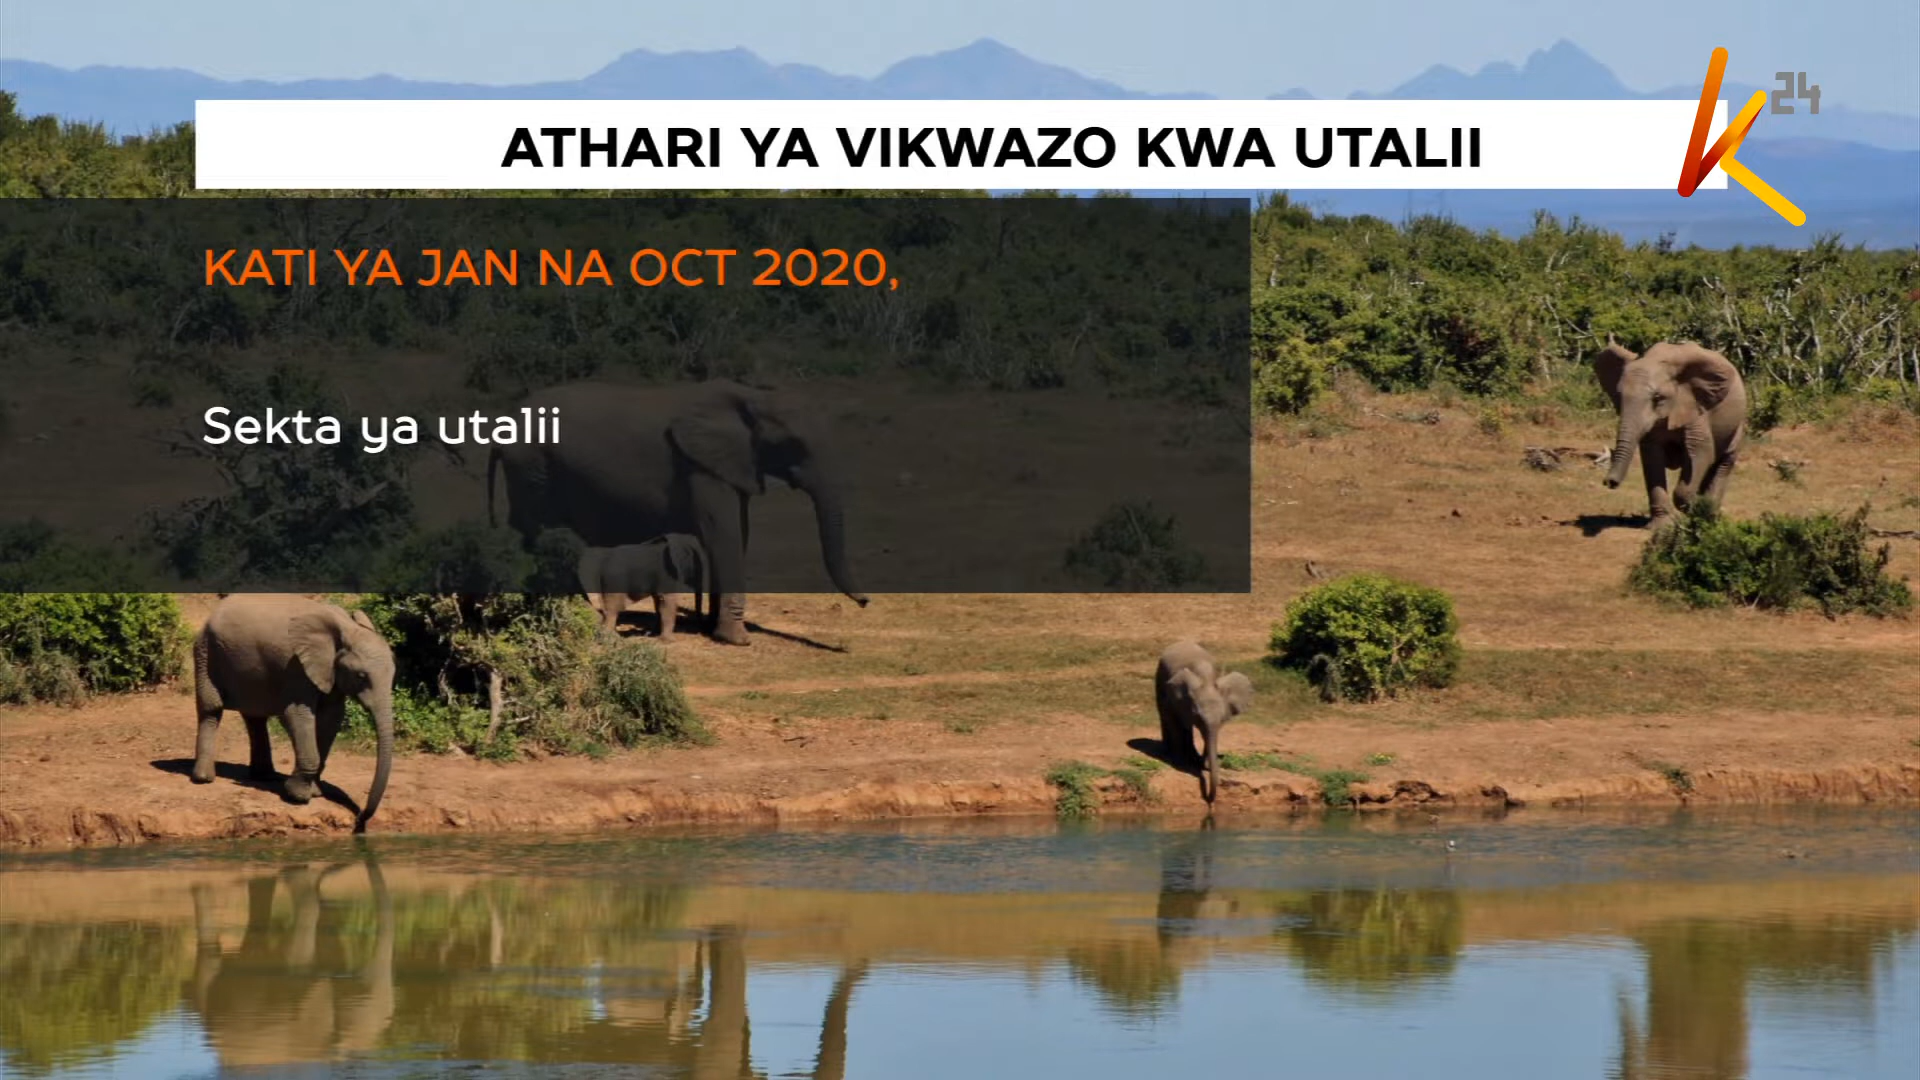 ATHARI YA VIKWAZO KWA UTALII
K24
KATI YA JAN NA OCT 2020,
Sekta ya utalii